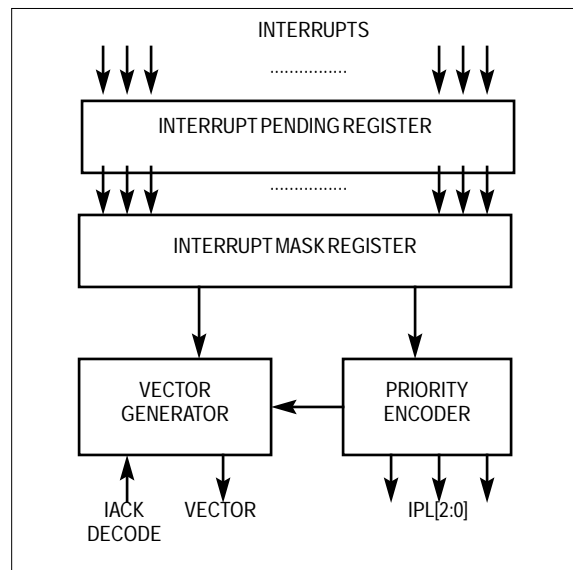 INTERRUPTS
INTERRUPT PENDING REGISTER
INTERRUPT MASK REGISTER
VECTOR
GENERATOR
PRIORITY
ENCODER
IACK
DECODE
VECTOR
IPL[2:0]